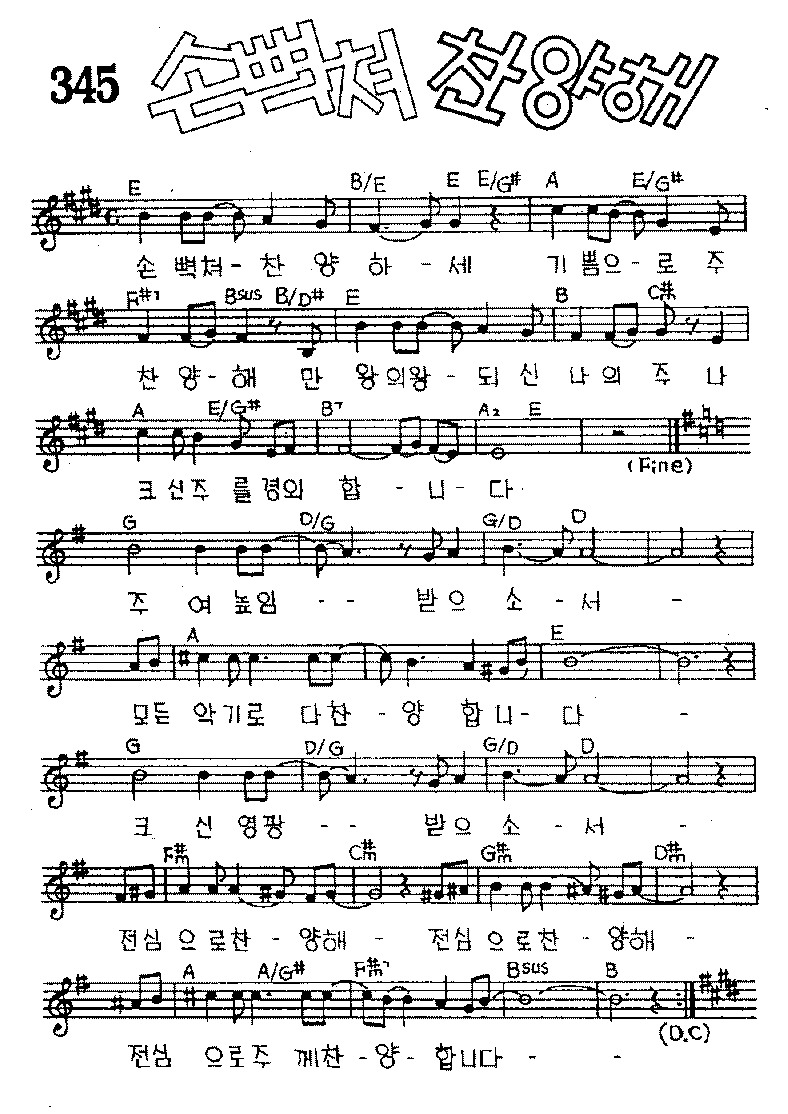 345 손뼉쳐 찬양해
E B/E E E/G# A E/G#
손 뼉쳐- 찬 양 하 - 세 기 쁨으-로 주
F#7 Bsus B/D# E B C#m
찬 양-해 만 왕의왕- 되 신 나의 주 나
A E/G# B7 A2 E
(Fine)
크신주 를경외 합 - 니 - 다
G D/G G/D D
주 여 높임 - - 받으 소 - 서 -
A E
모든 악기로 다찬 - 양 합니- 다 -
G D/G G/D D
크 신 영광 - - 받으 소 - 서 -
F#m C#m G#m D#m
전심 으로찬 - 양해 - 전심 으로찬 - 양해 -
A A/G# F#m7 Bsus B
(D.C)
전심 으로주 께찬 - 양 - 합니다 - -